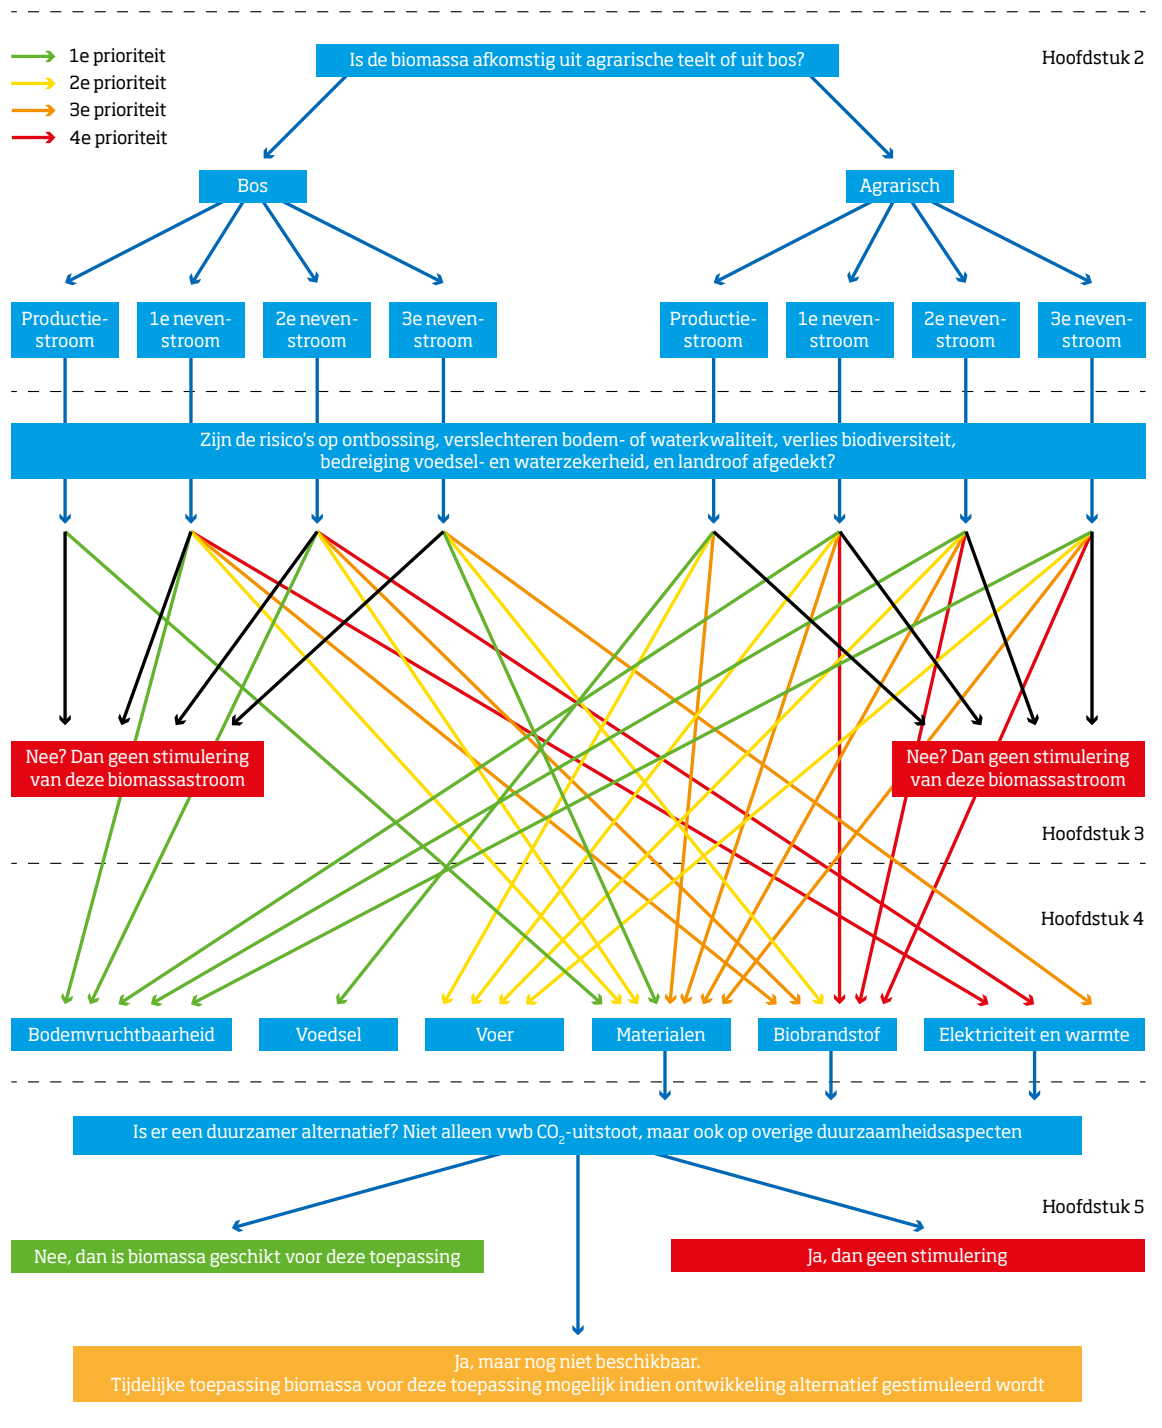 1e prioriteit
2e prioriteit
3e prioriteit
4e prioriteit
Is de biomassa afkomstig uit agrarische teelt of uit bos?
Hoofdstuk 2
Bos
Agrarisch
Productie-
stroom
1e neven-
stroom
2e neven-
stroom
3e neven-
stroom
Productie-
stroom
1e neven-
stroom
2e neven-
stroom
3e neven-
stroom
Zijn de risico's op ontbossing, verslechteren bodem- of waterkwaliteit, verlies biodiversiteit,
bedreiging voedsel- en waterzekerheid, en landroof afgedekt?
Nee? Dan geen stimulering
van deze biomassastroom
Nee? Dan geen stimulering
van deze biomassastroom
Hoofdstuk 3
Hoofdstuk 4
Bodemvruchtbaarheid
Voedsel
Voer
Materialen
Biobrandstof
Elektriciteit en warmte
Is er een duurzamer alternatief? Niet alleen vwb CO₂-uitstoot, maar ook op overige duurzaamheidsaspecten
Hoofdstuk 5
Nee, dan is biomassa geschikt voor deze toepassing
Ja, dan geen stimulering
Ja, maar nog niet beschikbaar.
Tijdelijke toepassing biomassa voor deze toepassing mogelijk indien ontwikkeling alternatief gestimuleerd wordt